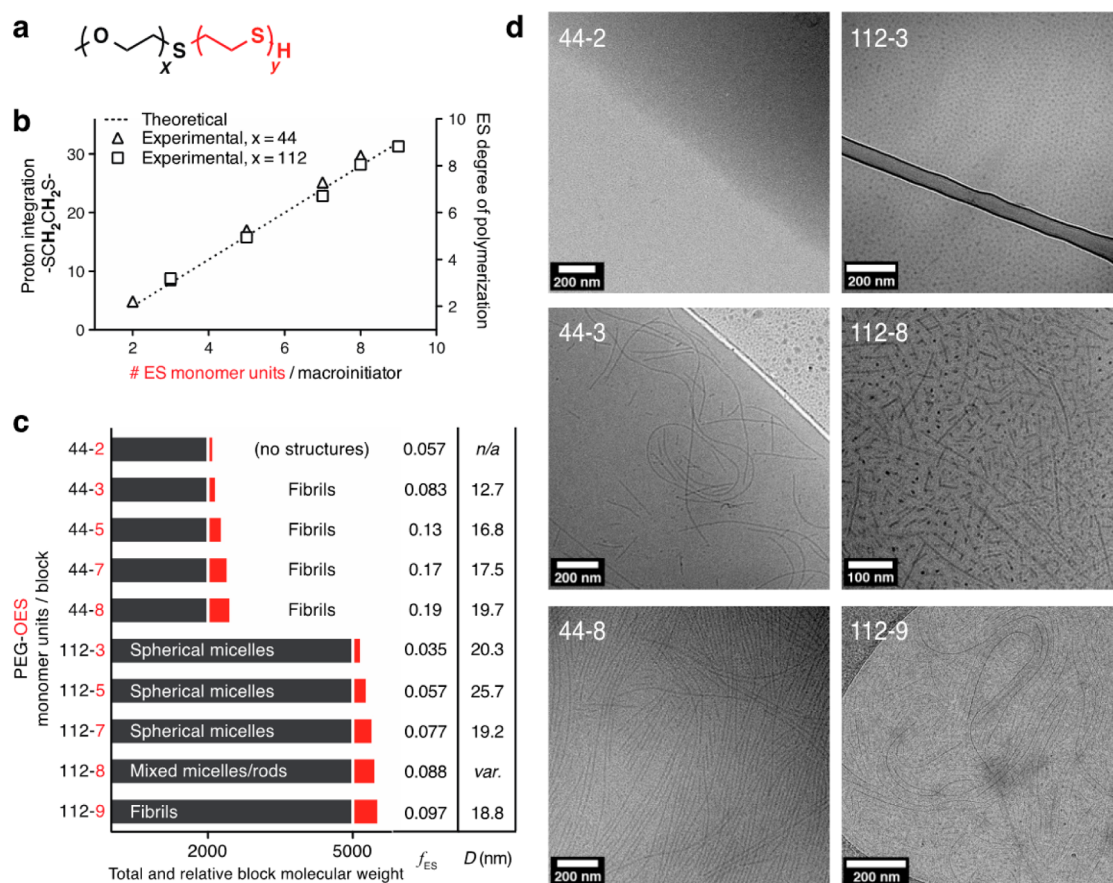 a
O
x
S
S
y
H
b
Theoretical
Experimental, x = 44
Experimental, x = 112
Proton integration
-SCH2CH2S-
30
20
10
0
10
8
6
4
2
ES degree of polymerization
2 4 6 8 10
# ES monomer units / macroinitiator
c
PEG-OES
monomer units / block
44-2 (no structures) 0.057 n/a
44-3 Fibrils 0.083 12.7
44-5 Fibrils 0.13 16.8
44-7 Fibrils 0.17 17.5
44-8 Fibrils 0.19 19.7
112-3 Spherical micelles 0.035 20.3
112-5 Spherical micelles 0.057 25.7
112-7 Spherical micelles 0.077 19.2
112-8 Mixed micelles/rods 0.088 var.
112-9 Fibrils 0.097 18.8
2000 5000 fES D (nm)
Total and relative block molecular weight
d
44-2
200 nm
112-3
200 nm
44-3
200 nm
112-8
100 nm
44-8
200 nm
112-9
200 nm